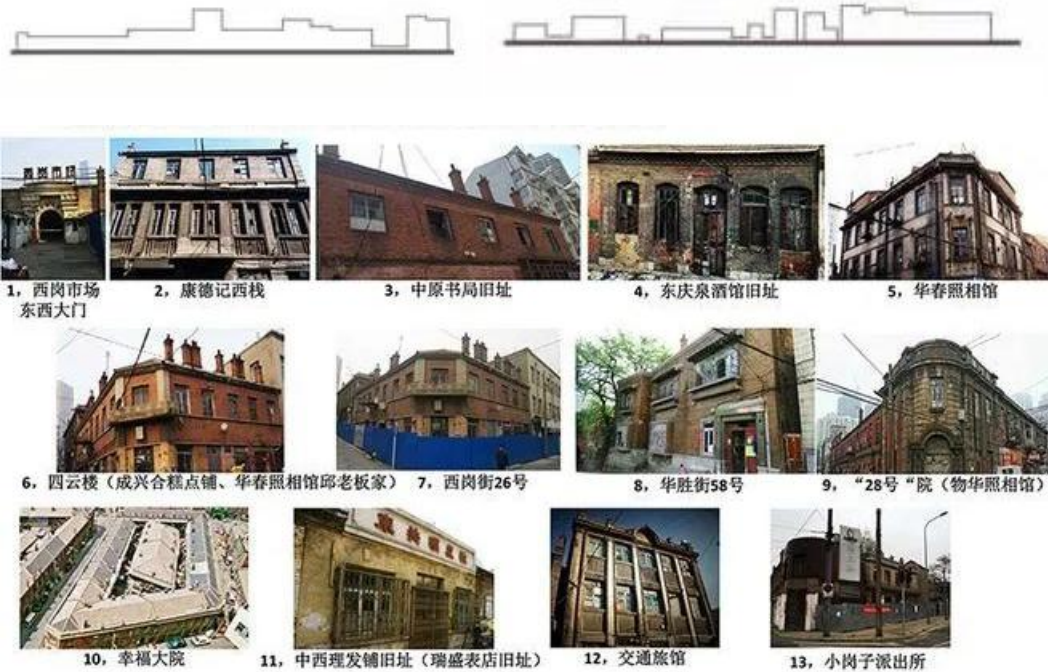 西岗市场
1，西岗市场
东西大门
2，康德记西栈
3，中原书局旧址
4，东庆泉酒馆旧址
5，华春照相馆
6，四云楼（成兴合糕点铺、华春照相馆邱老板家）
7，西岗街26号
8，华胜街58号
9，“28号“院（物华照相馆）
10，幸福大院
11，中西理发铺旧址（瑞盛表店旧址）
12，交通旅馆
13，小岗子派出所